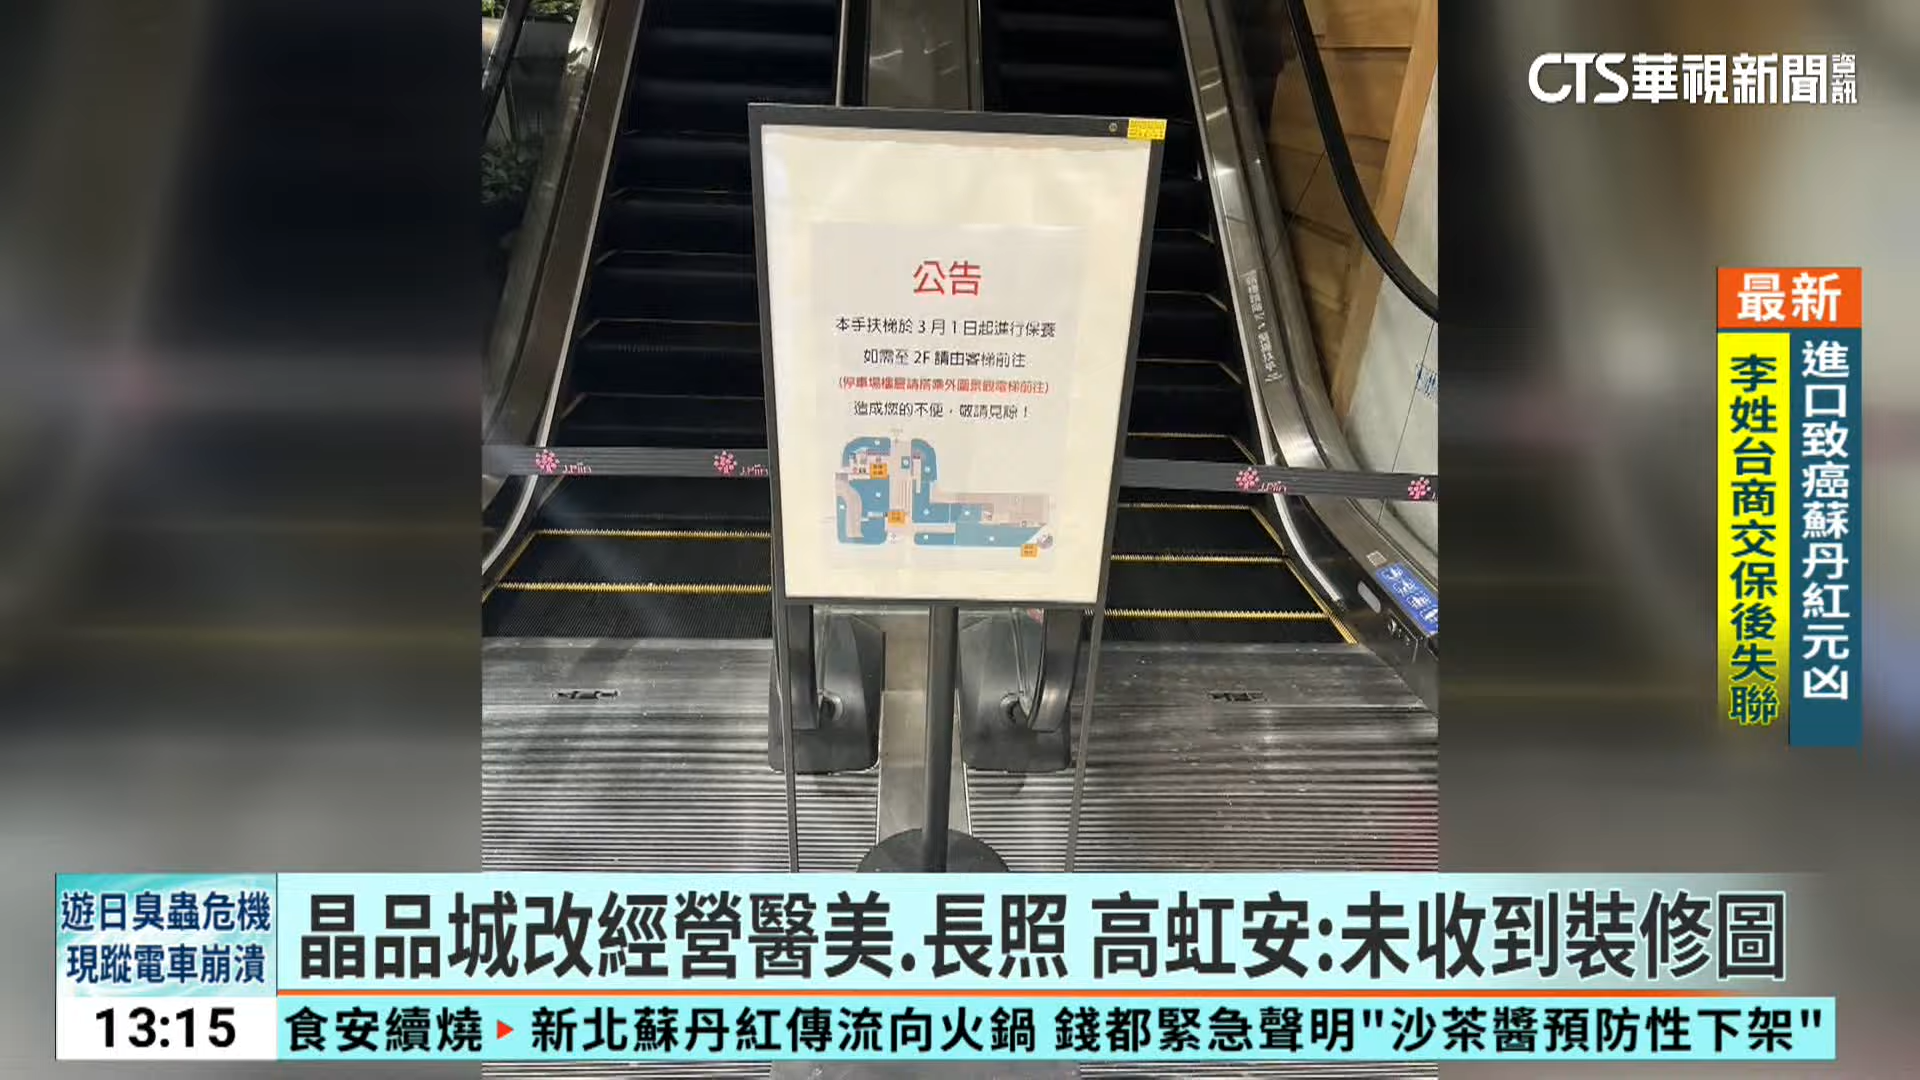 CTS華視新聞資訊
公告
本手扶梯於3月1日起進行保養
如需至2F請由客梯前往
(停車場樓層請搭乘外圍景觀電梯前往)
造成您的不便，敬請見諒！
J.Piin
J.Piin
J.Piin
最新
進口致癌蘇丹紅元凶
李姓台商交保後失聯
遊日臭蟲危機
現蹤電車崩潰
晶品城改經營醫美.長照 高虹安:未收到裝修圖
13:15
食安續燒▶新北蘇丹紅傳流向火鍋 錢都緊急聲明"沙茶醬預防性下架"